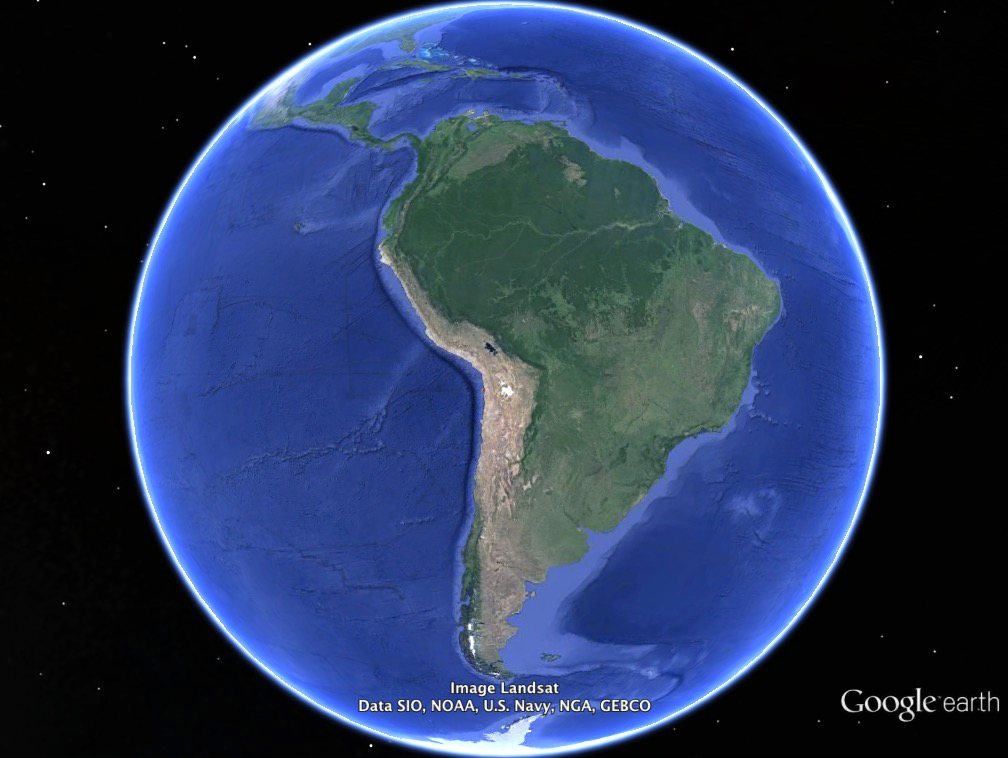 Image Landsat
Data SIO, NOAA, U.S. Navy, NGA, GEBCO
Google earth